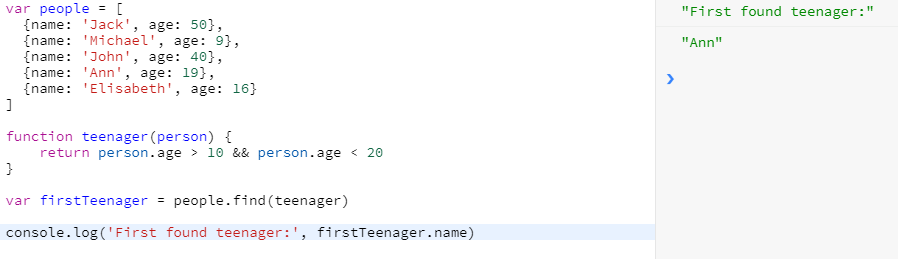 var people = [
  {name: 'Jack', age: 50},
  {name: 'Michael', age: 9},
  {name: 'John', age: 40},
  {name: 'Ann', age: 19},
  {name: 'Elisabeth', age: 16}
]
function teenager(person) {
    return person.age > 10 && person.age < 20
}
var firstTeenager = people.find(teenager)
console.log('First found teenager:', firstTeenager.name)
"First found teenager:"
"Ann"